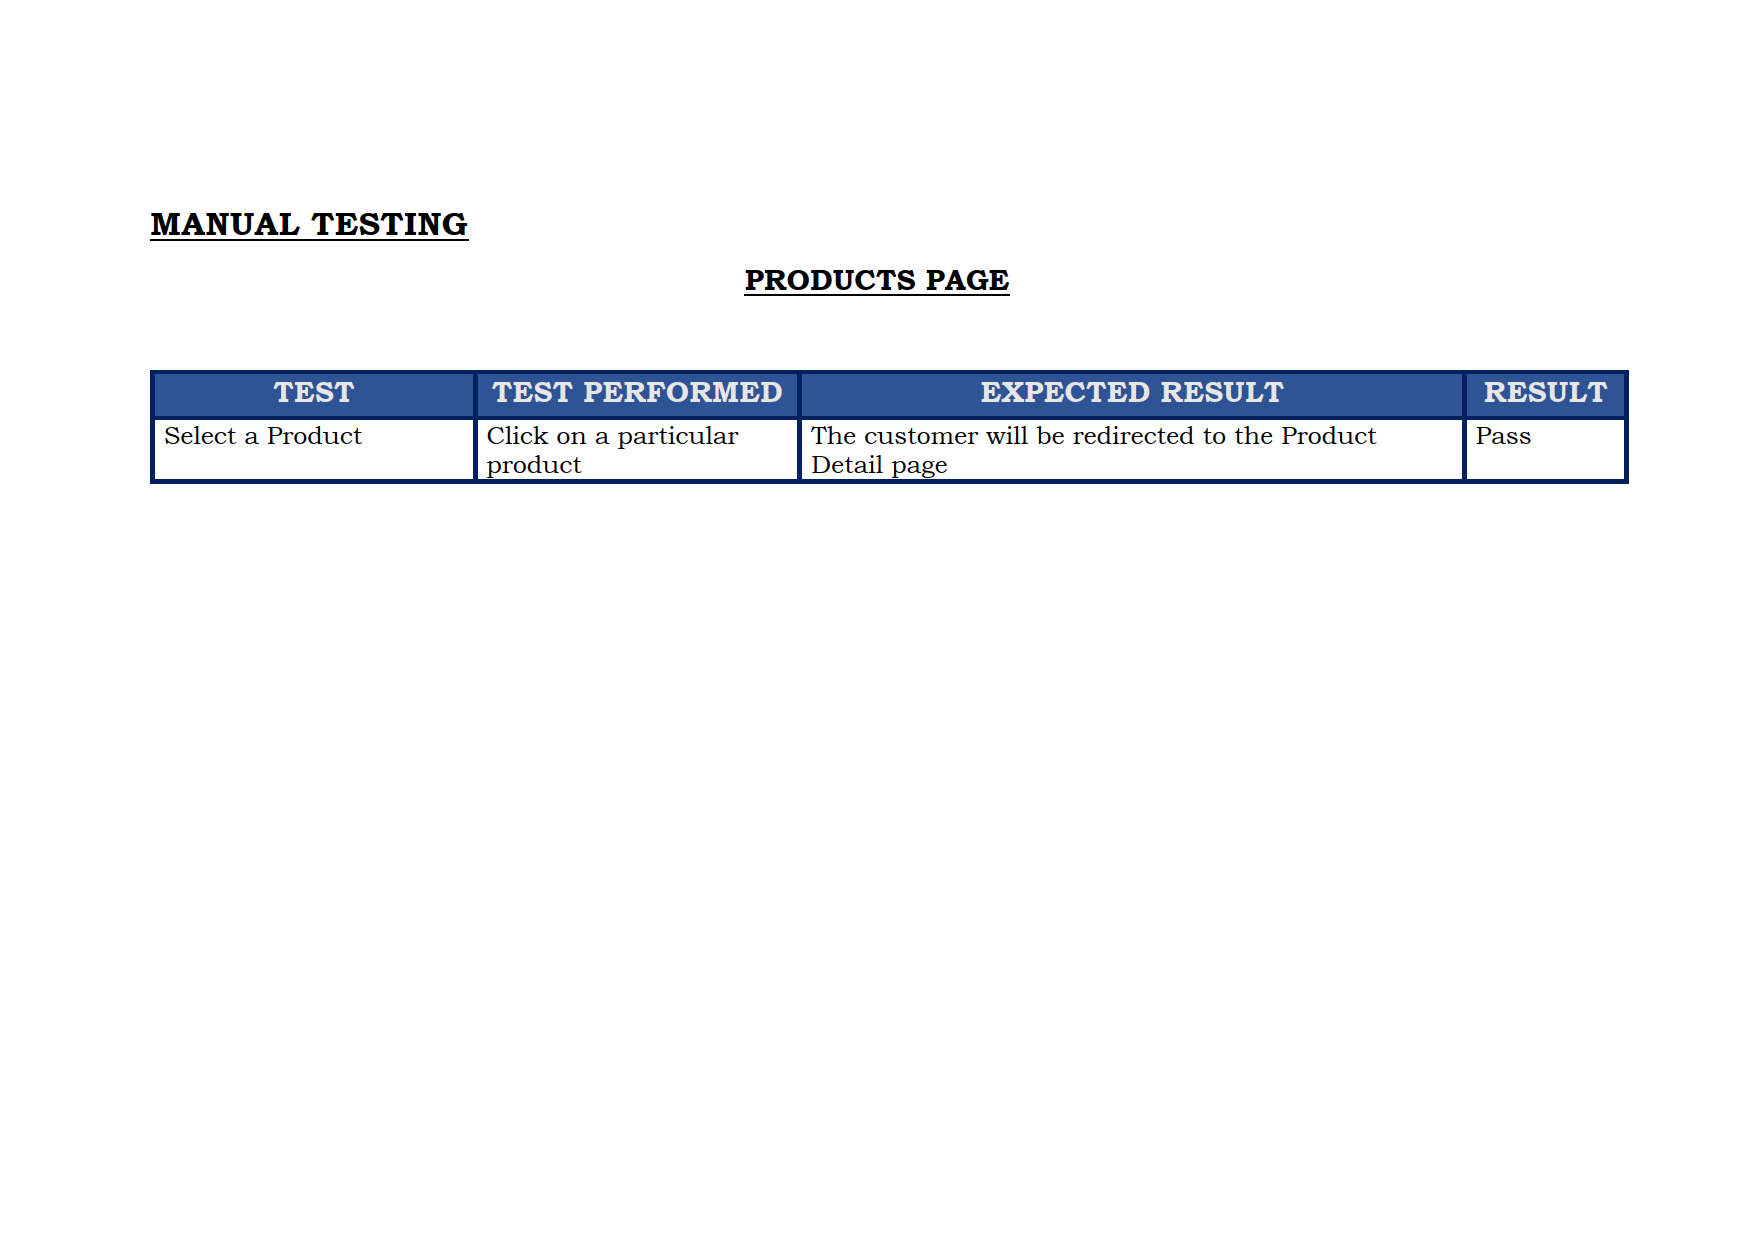 MANUAL TESTING
PRODUCTS PAGE
TEST TEST PERFORMED EXPECTED RESULT RESULT
Select a Product Click on a particular The customer will be redirected to the Product Pass
product Detail page